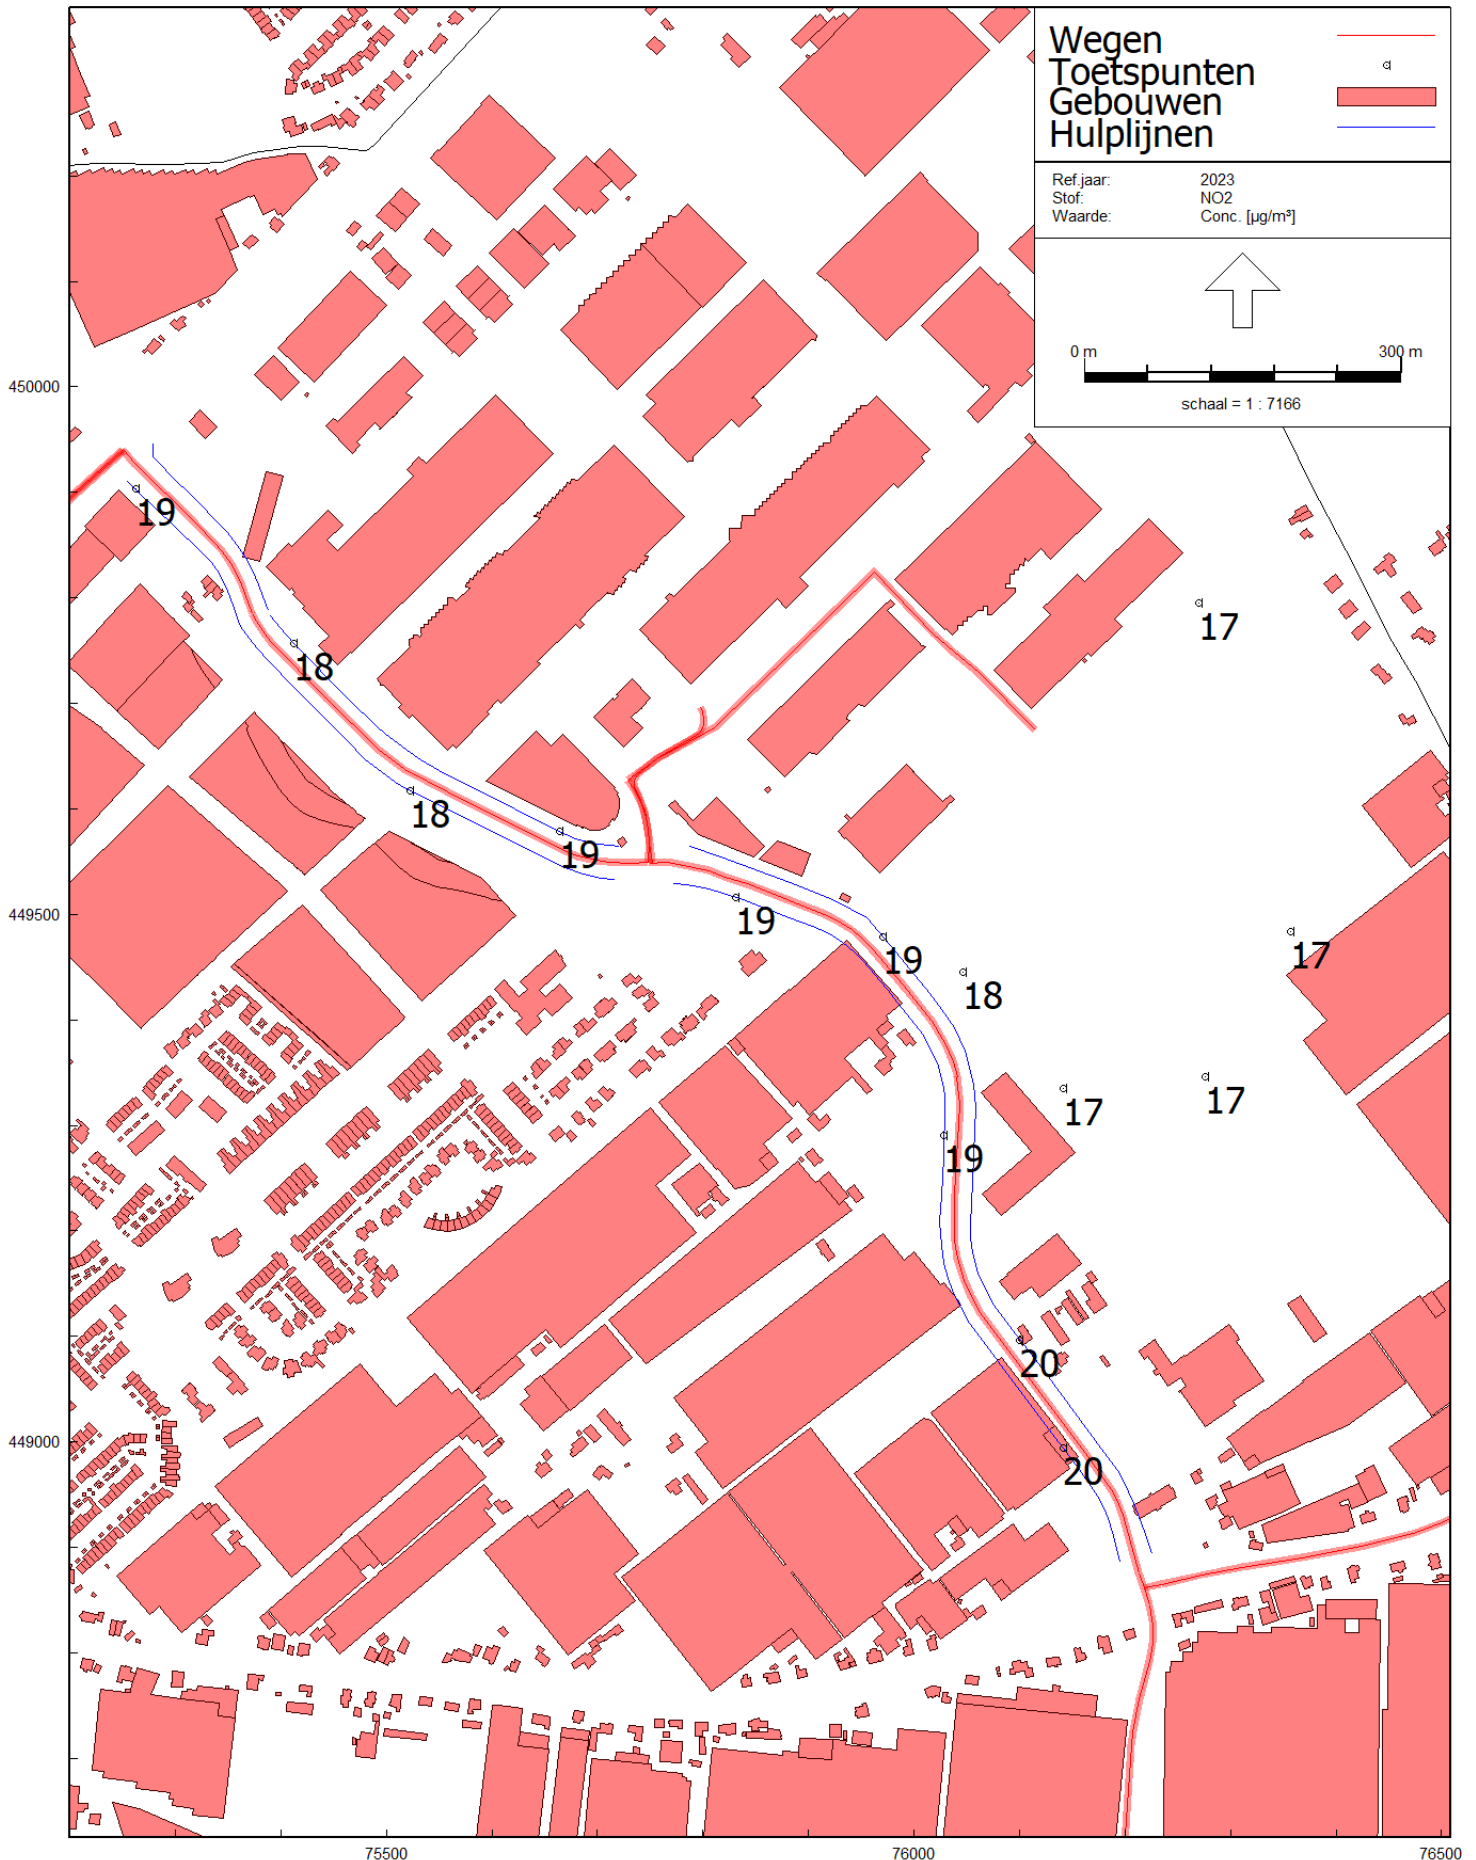 Wegen
Toetspunten
Gebouwen
Hulplijnen
Ref.jaar: 2023
Stof: NO2
Waarde: Conc. [µg/m³]
0 m 300 m
schaal = 1 : 7166
450000
19
17
18
18
19
449500
19
19
17
18
17
17
19
20
449000
20
75500 76000 76500